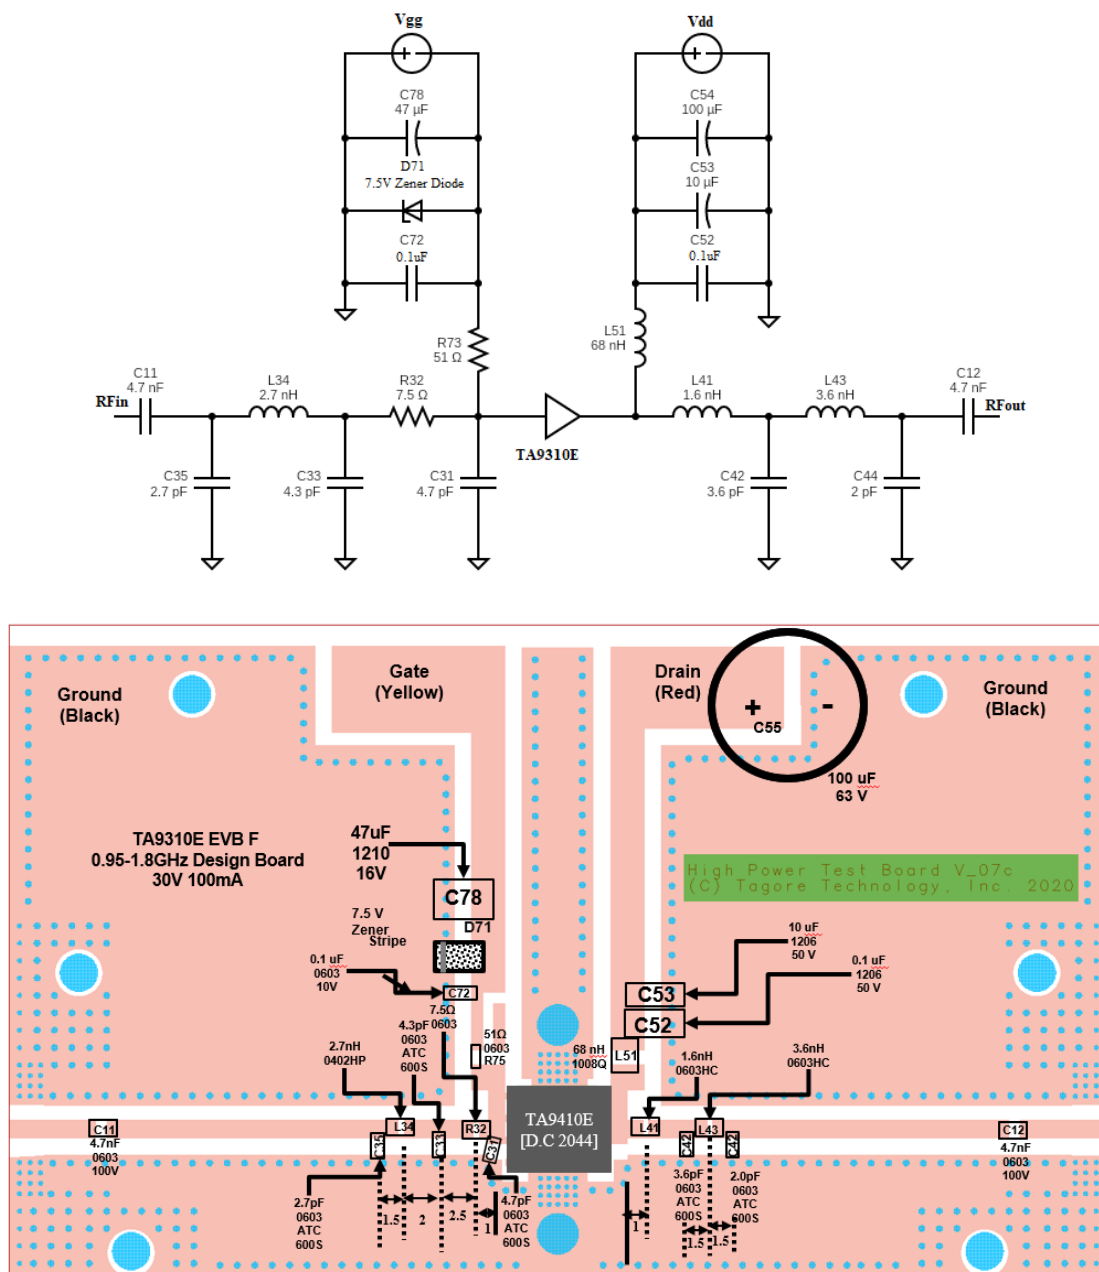 Vgg
Vdd
C78
47 µF
D71
7.5V Zener Diode
C72
0.1uF
C54
100 µF
C53
10 µF
C52
0.1uF
R73
51 Ω
L51
68 nH
C11
4.7 nF
RFin
L34
2.7 nH
R32
7.5 Ω
TA9310E
L41
1.6 nH
L43
3.6 nH
C12
4.7 nF
RFout
C35
2.7 pF
C33
4.3 pF
C31
4.7 pF
C42
3.6 pF
C44
2 pF
Ground
(Black)
Gate
(Yellow)
Drain
(Red)
Ground
(Black)
+ -
C55
100 uF
63 V
TA9310E EVB F
0.95-1.8GHz Design Board
30V 100mA
47uF
1210
16V
High Power Test Board V_07c
(C) Tagore Technology, Inc. 2020
C78
D71
7.5 V
Zener
Stripe
0.1 uF
0603
10V
C72
10 uF
1206
50 V
0.1 uF
1206
50 V
C53
C52
7.5Ω
0603
4.3pF
0603
ATC
600S
51Ω
0603
R75
2.7nH
0402HP
68 nH
1008Q
L51
1.6nH
0603HC
3.6nH
0603HC
TA9410E
[D.C 2044]
C11
4.7nF
0603
100V
L34
C35
C33
R32
C31
L41
L43
C42
C42
C12
4.7nF
0603
100V
2.7pF
0603
ATC
600S
1.5
2
2.5
1
4.7pF
0603
ATC
600S
1
3.6pF
0603
ATC
600S
1.5
1.5
2.0pF
0603
ATC
600S